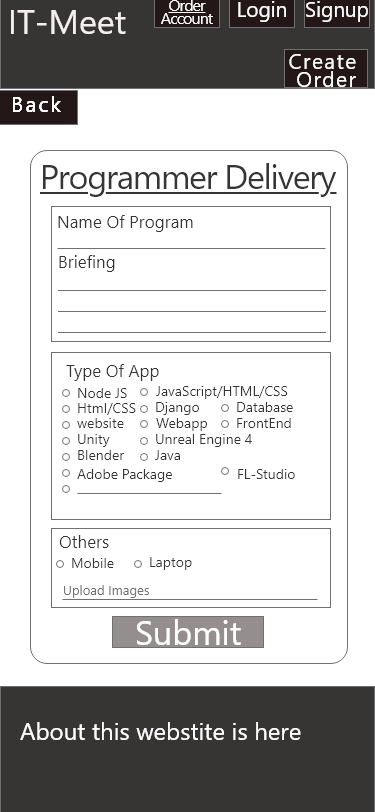 IT-Meet
Order
Account
Login
Signup
Create
Order
Back
Programmer Delivery
Name Of Program
Briefing
Type Of App
Node JS JavaScript/HTML/CSS
Html/CSS Django Database
website Webapp FrontEnd
Unity Unreal Engine 4
Blender Java
Adobe Package FL-Studio
Others
Mobile Laptop
Upload Images
Submit
About this webstite is here